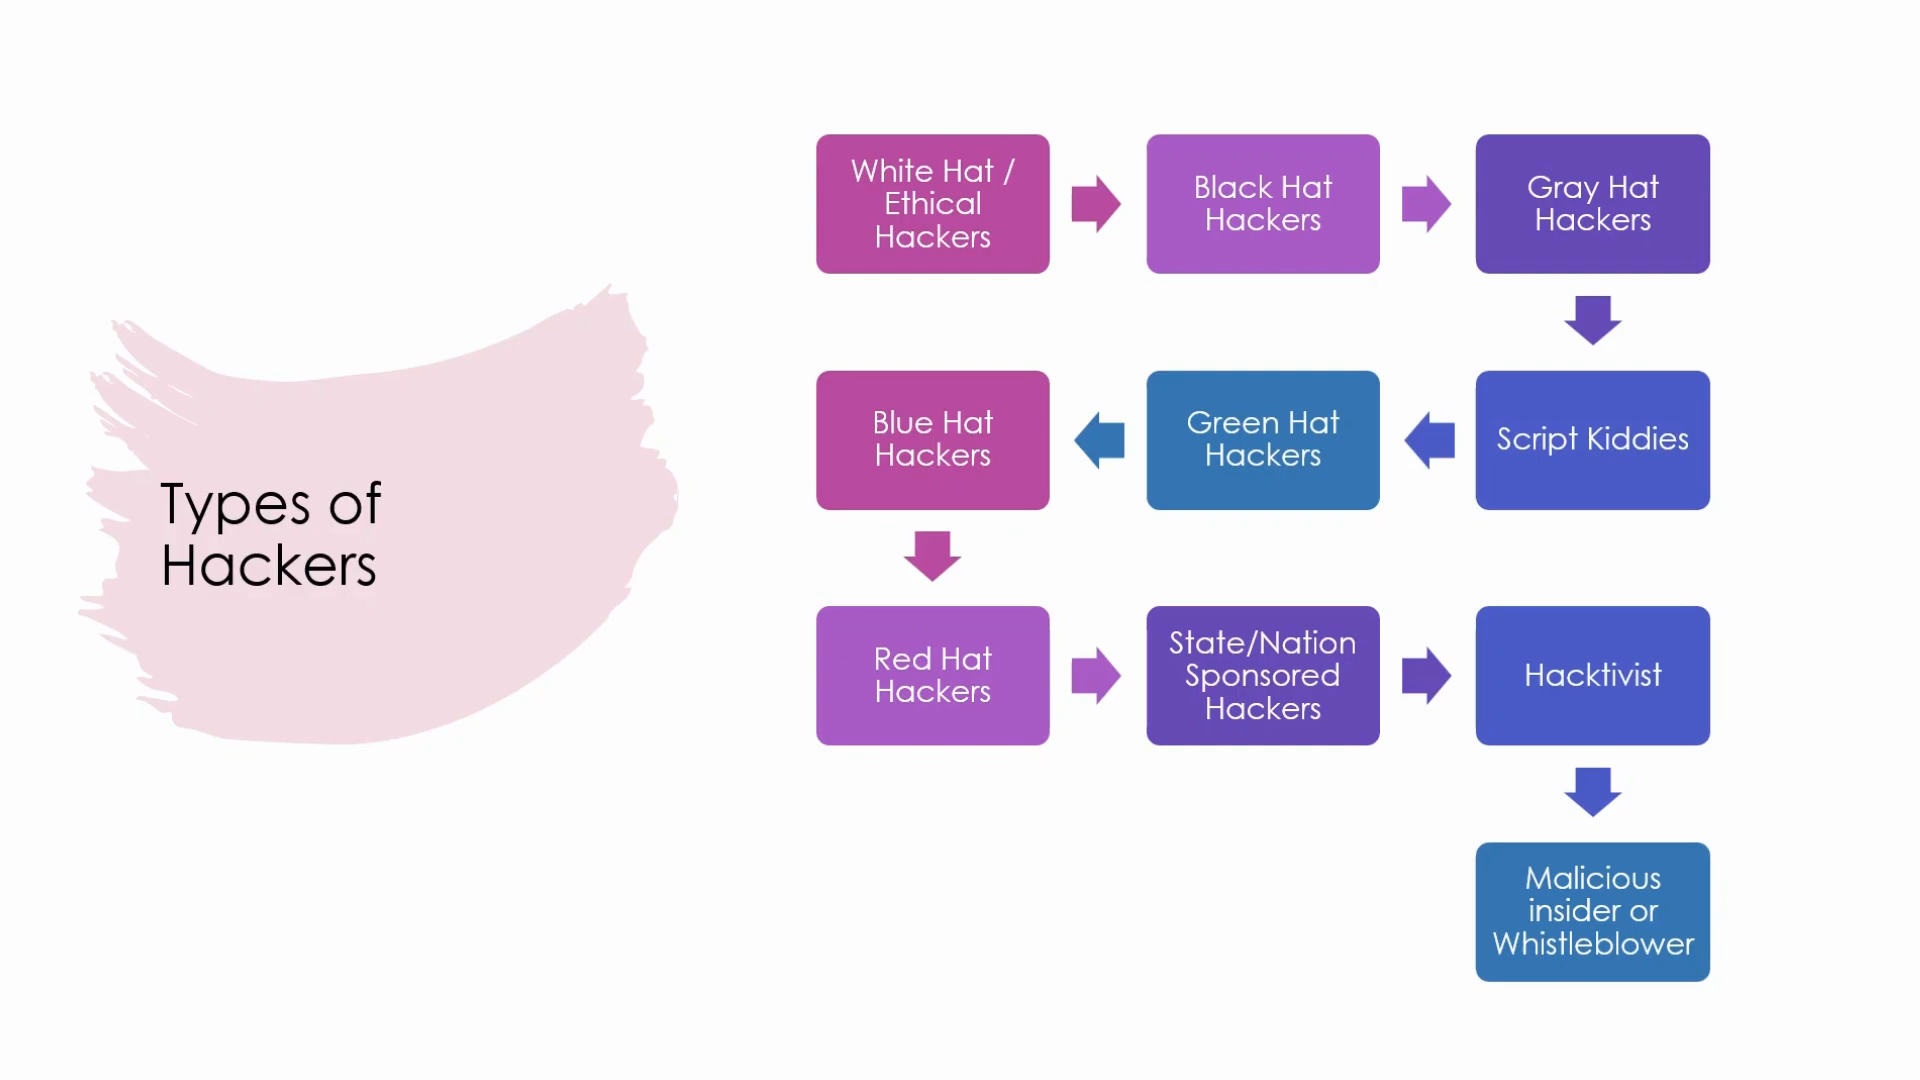 Types of
Hackers
White Hat /
Ethical
Hackers
Black Hat
Hackers
Gray Hat
Hackers
Script Kiddies
Green Hat
Hackers
Blue Hat
Hackers
Red Hat
Hackers
State/Nation
Sponsored
Hackers
Hacktivist
Malicious
insider or
Whistleblower